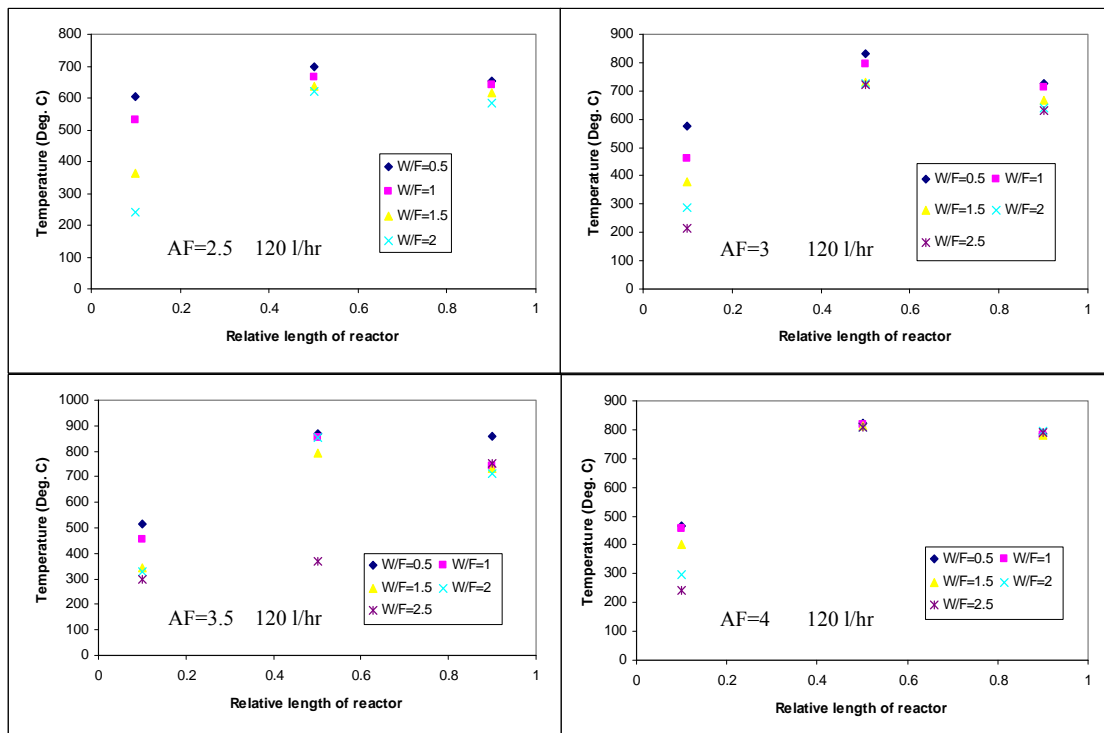 800
700
600
500
400
300
200
100
0
Temperature (Deg. C)
W/F=0.5
W/F=1
W/F=1.5
W/F=2
AF=2.5 120 l/hr
0 0.2 0.4 0.6 0.8 1
Relative length of reactor
900
800
700
600
500
400
300
200
100
0
Temperature (Deg. C)
W/F=0.5 W/F=1
W/F=1.5 W/F=2
W/F=2.5
AF=3 120 l/hr
0 0.2 0.4 0.6 0.8 1
Relative length of reactor
1000
900
800
700
600
500
400
300
200
100
0
Temperature (Deg. C)
W/F=0.5 W/F=1
W/F=1.5 W/F=2
W/F=2.5
AF=3.5 120 l/hr
0 0.2 0.4 0.6 0.8 1
Relative length of reactor
900
800
700
600
500
400
300
200
100
0
Temperature (Deg. C)
W/F=0.5 W/F=1
W/F=1.5 W/F=2
W/F=2.5
AF=4 120 l/hr
0 0.2 0.4 0.6 0.8 1
Relative length of reactor